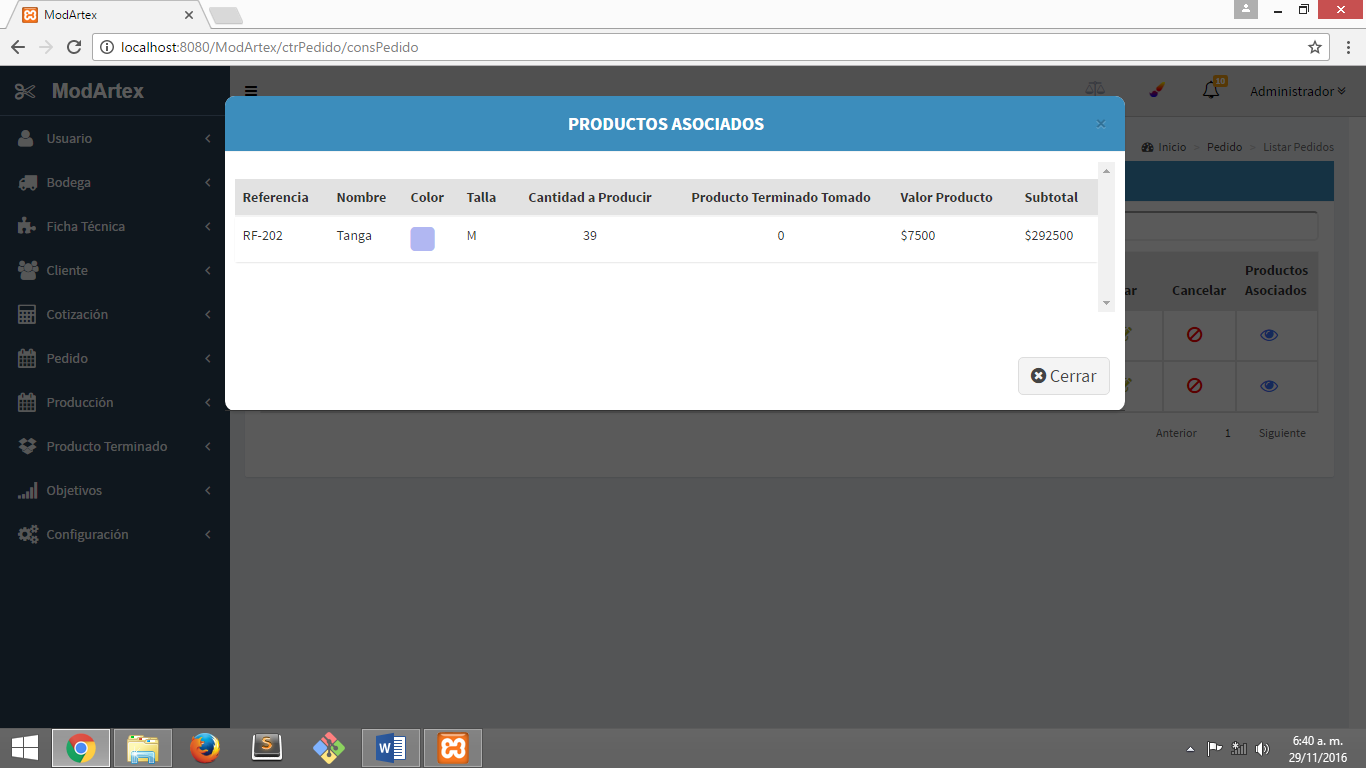 ModArtex
localhost:8080/ModArtex/ctrPedido/consPedido
ModArtex
10
Administrador
Usuario
Bodega
Ficha Técnica
Cliente
Cotización
Pedido
Producción
Producto Terminado
Objetivos
Configuración
Inicio > Pedido > Listar Pedidos
PRODUCTOS ASOCIADOS ×
Referencia Nombre Color Talla Cantidad a Producir Producto Terminado Tomado Valor Producto Subtotal
RF-202 Tanga M 39 0 $7500 $292500
Cerrar
ar Cancelar Productos Asociados
Anterior 1 Siguiente
6:40 a. m.
29/11/2016